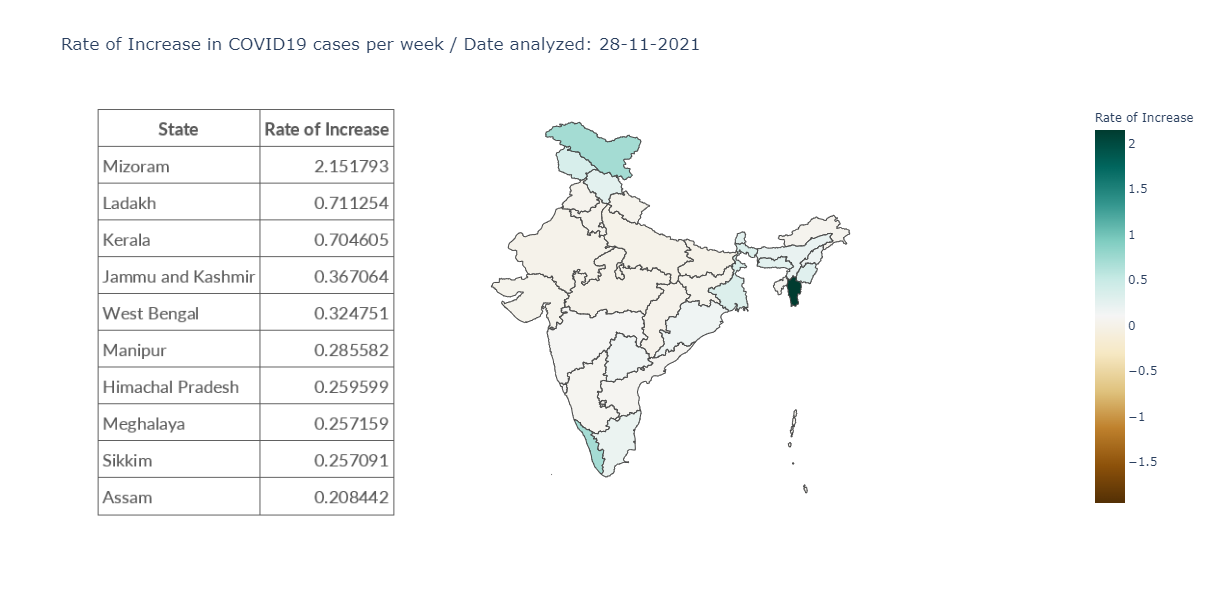 Rate of Increase in COVID19 cases per week / Date analyzed: 28-11-2021
State Rate of Increase
Mizoram 2.151793
Ladakh 0.711254
Kerala 0.704605
Jammu and Kashmir 0.367064
West Bengal 0.324751
Manipur 0.285582
Himachal Pradesh 0.259599
Meghalaya 0.257159
Sikkim 0.257091
Assam 0.208442
Rate of Increase
2
1.5
1
0.5
0
−0.5
−1
−1.5